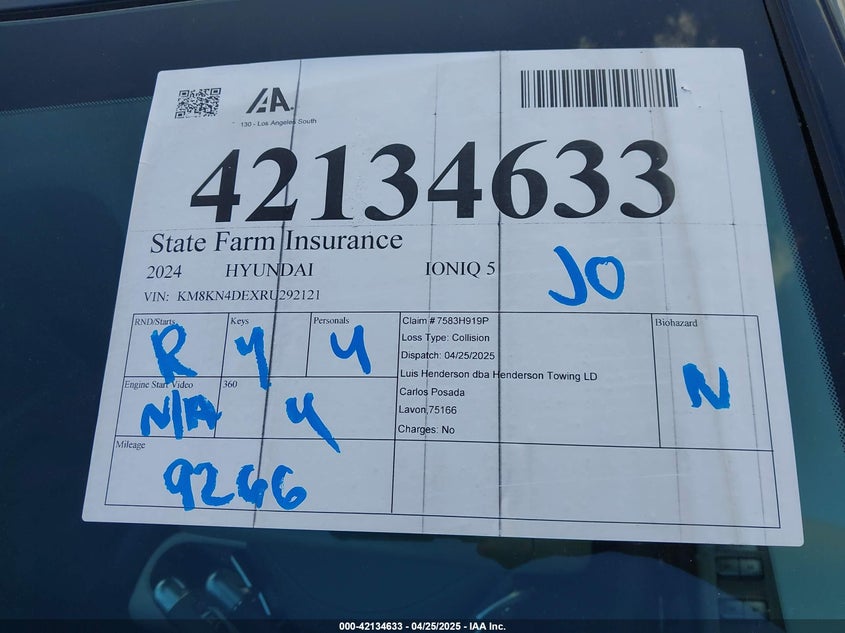 IAA
130 - Los Angeles South
42134633
State Farm Insurance
2024 HYUNDAI IONIQ 5
JO
VIN: KM8KN4DEXRU292121
RND/Starts Keys Personals
R Y Y
Engine Start Video 360
N/A Y
Mileage
9266
Claim # 7583H919P
Loss Type: Collision
Dispatch: 04/25/2025
Luis Henderson dba Henderson Towing LD
Carlos Posada
Lavon,75166
Charges: No
Biohazard
N
000-42134633 - 04/25/2025 - IAA Inc.